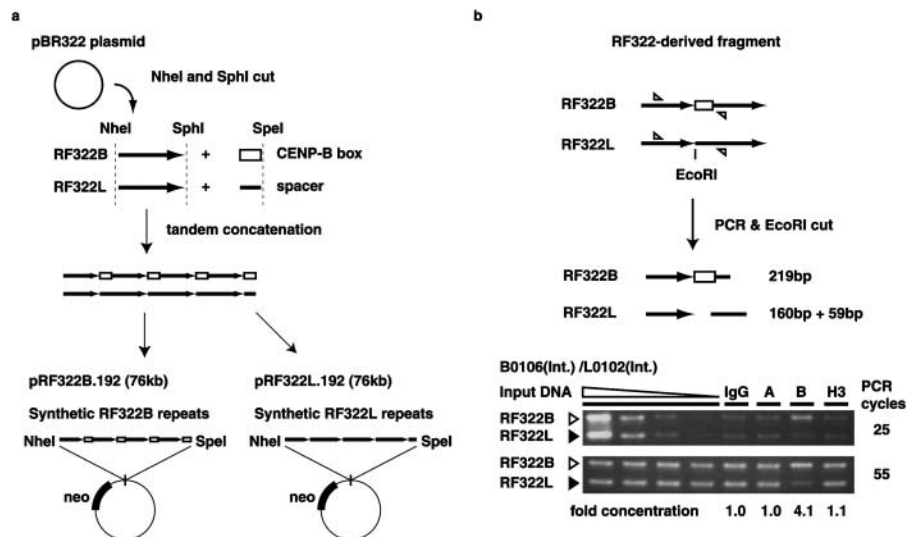 a
pBR322 plasmid
NheI and SphI cut
NheI SphI SpeI
RF322B + CENP-B box
RF322L + spacer
tandem concatenation
pRF322B.192 (76kb) pRF322L.192 (76kb)
Synthetic RF322B repeats Synthetic RF322L repeats
NheI SpeI NheI SpeI
neo neo
b
RF322-derived fragment
RF322B
RF322L
EcoRI
PCR & EcoRI cut
RF322B 219bp
RF322L 160bp + 59bp
B0106(Int.) /L0102(Int.)
Input DNA IgG A B H3 PCR cycles
RF322B
RF322L 25
RF322B
RF322L 55
fold concentration 1.0 1.0 4.1 1.1